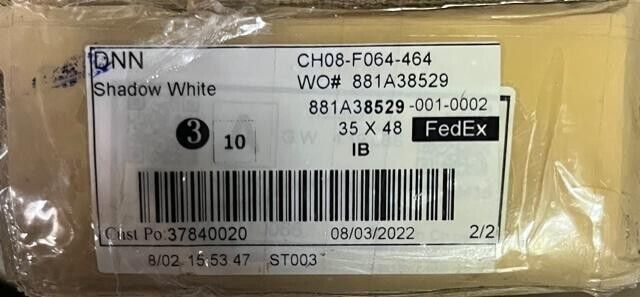 DNN CH08-F064-464
Shadow White WO# 881A38529
881A38529-001-0002
3 10 35 X 48 FedEx
IB
Cust Po:37840020 08/03/2022 2/2
8/02 15.53 47 ST003